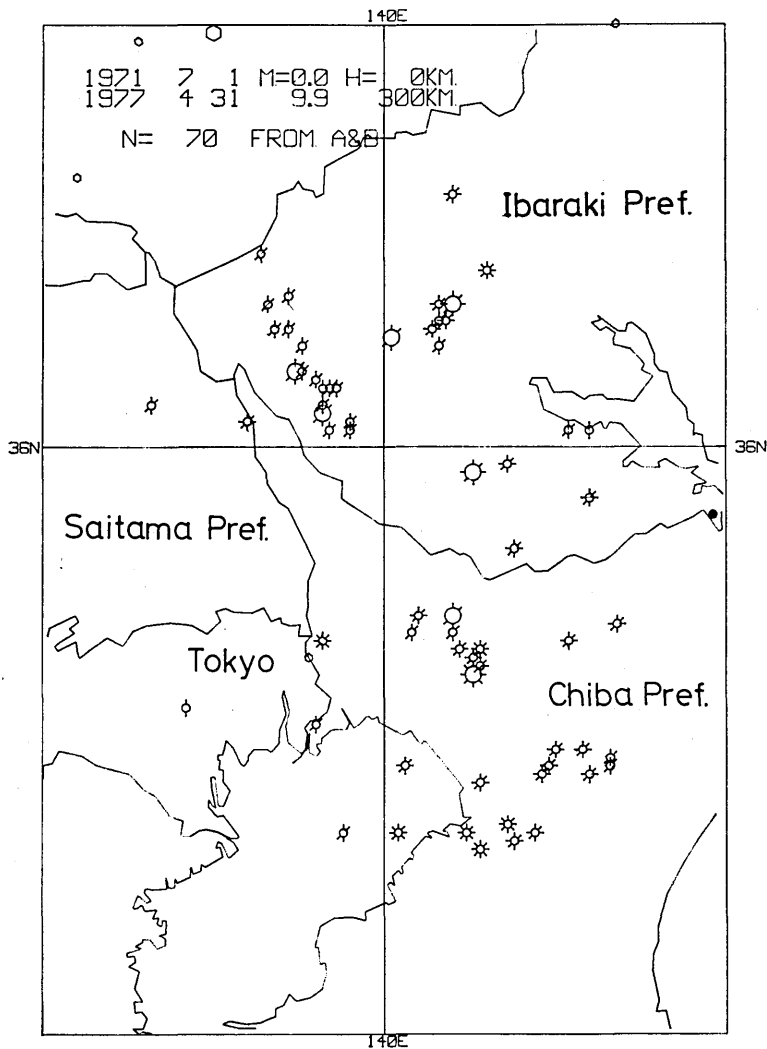 140E
1971 7 1 M=0.0 H= 0KM.
1977 4 31 9.9 300KM.
N= 70 FROM A&B
Ibaraki Pref.
36N
36N
Saitama Pref.
Tokyo
Chiba Pref.
140E